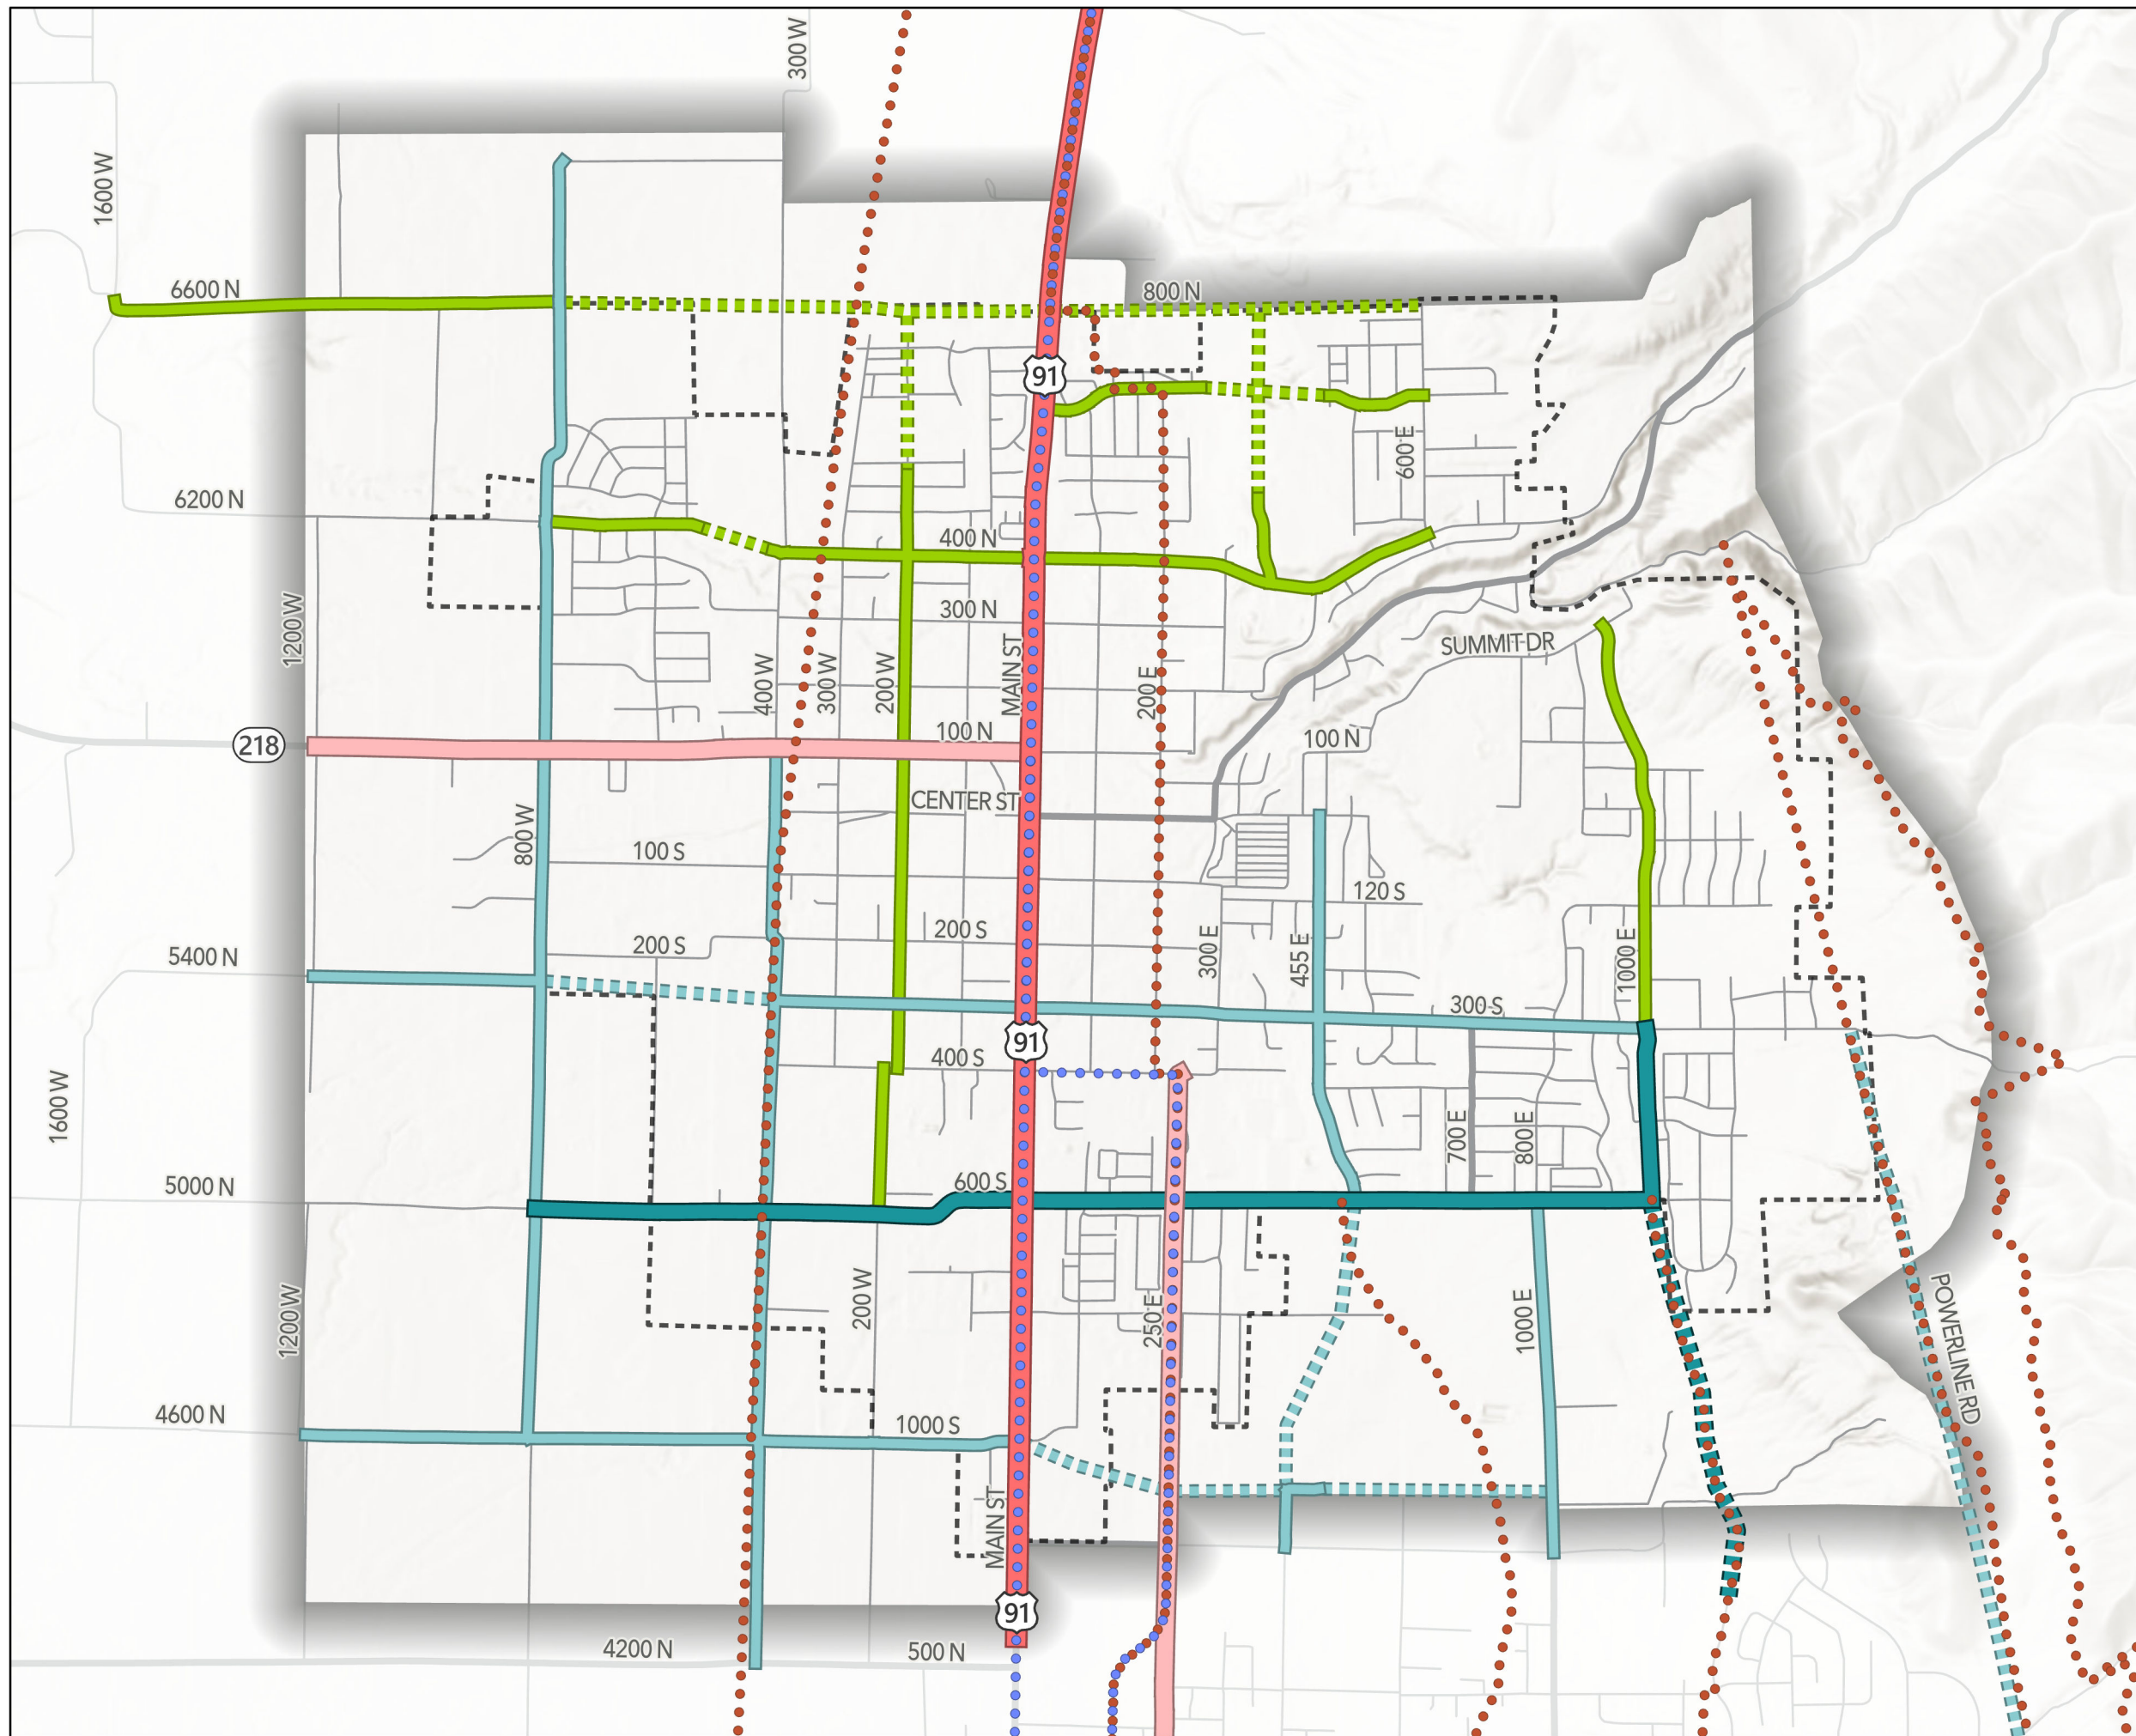 300 W
1600 W
6600 N
800 N
91
600 E
6200 N
400 N
300 N
1200 W
SUMMIT DR
400 W
300 W
200 W
MAIN ST
200 E
100 N
100 N
218
CENTER ST
800 W
100 S
120 S
200 S
200 S
300 E
455 E
1000 E
5400 N
300 S
91
400 S
1600 W
700 E
800 E
5000 N
600 S
200 W
250 E
1000 E
1200 W
POWERLINE RD
4600 N
1000 S
MAIN ST
91
4200 N
500 N